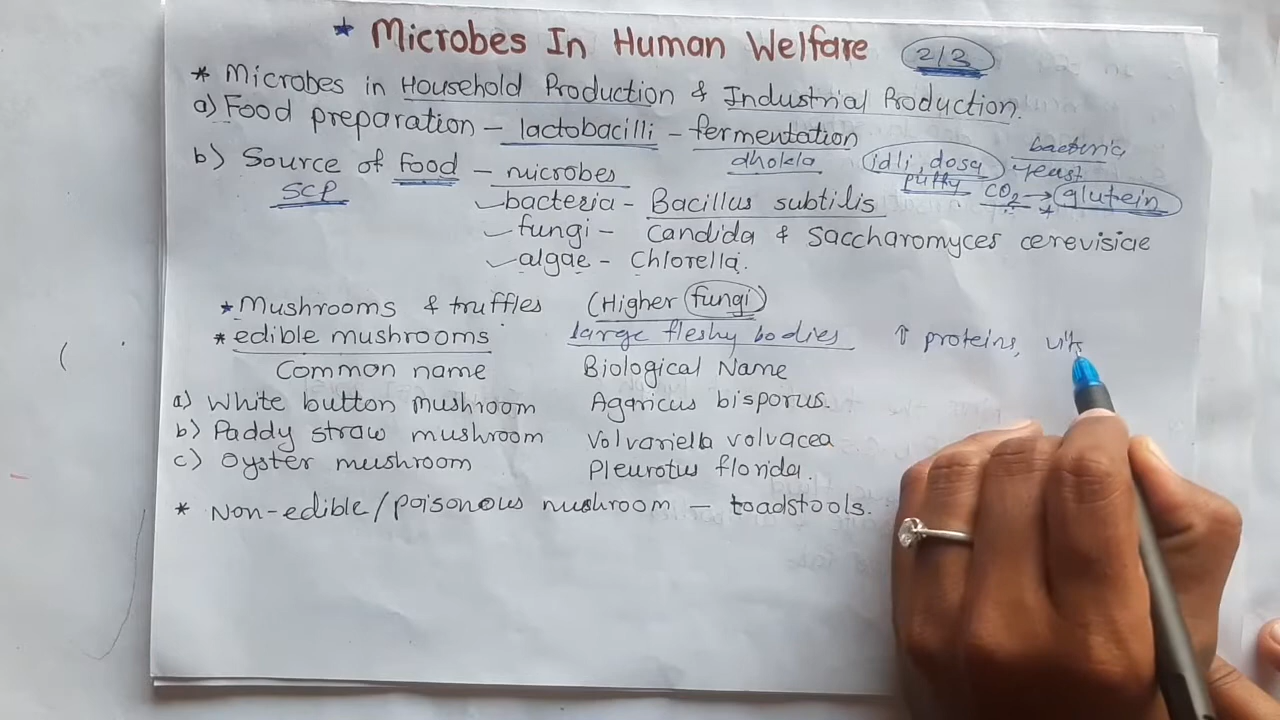 * Microbes In Human Welfare 2/3
* Microbes in Household Production & Industrial Production.
a) Food preparation – lactobacilli – fermentation
dhokla idli, dosa bacteria
yeast
puffy CO2 → glutein
b) Source of food – microbes
SCP
bacteria – Bacillus subtilis
fungi – Candida & Saccharomyces cerevisiae
algae – Chlorella.
* Mushrooms & truffles (Higher fungi)
* edible mushrooms large fleshy bodies ↑ proteins, vits
Common name Biological Name
a) White button mushroom Agaricus bisporus.
b) Paddy straw mushroom Volvariella volvacea
c) Oyster mushroom Pleurotus florida.
* Non-edible/poisonous mushroom – toadstools.